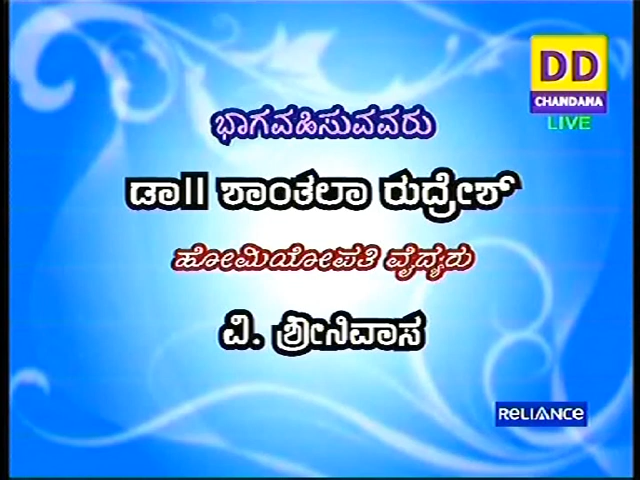 DD
CHANDANA
LIVE
ಭಾಗವಹಿಸುವವರು
ಡಾ|| ಶಾಂತಲಾ ರುದ್ರೇಶ್
ಹೋಮಿಯೋಪತಿ ವೈದ್ಯರು
ವಿ. ಶ್ರೀನಿವಾಸ
RELIANCE